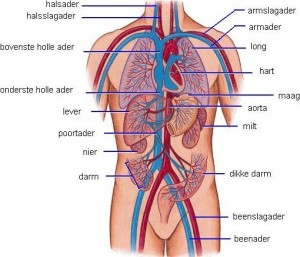 halsader
halsslagader
bovenste holle ader
onderste holle ader
lever
poortader
nier
darm
armslagader
armader
long
hart
maag
aorta
milt
dikke darm
beenslagader
beenader